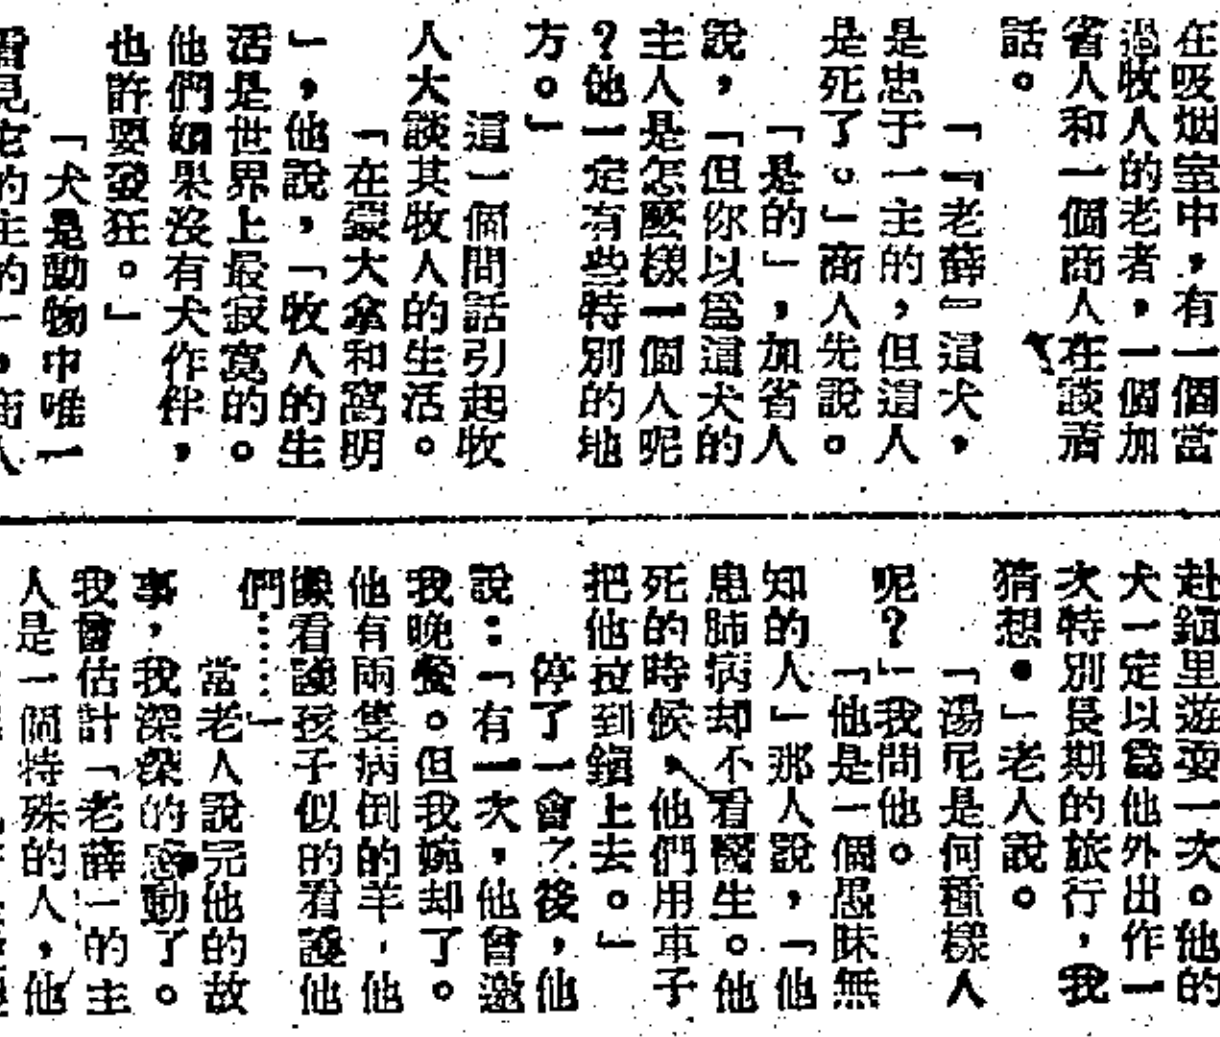 在吸烟室中，有一個當
過牧人的老者，一個加
省人和一個商人在談着
話。
「『老薛』這犬，
是忠于一主的，但這人
是死了。」商人先說。
「是的」，加省人
說，「但你以爲這犬的
主人是怎麼樣一個人呢
？他一定有些特別的地
方。」
這一個問話引起收
人大談其牧人的生活。
「在蒙大拿和窩明
」，他說，「牧人的生
活是世界上最寂寞的。
他們如果沒有犬作伴，
也許要發狂。」
「犬是動物中唯一
看見它的主的一，商人
赴鎮里遊耍一次。他的
犬一定以爲他外出作一
次特別長期的旅行，我
猜想。」老人說。
「湯尼是何種樣人
呢？」我問他。
「他是一個愚昧無
知的人」那人說，「他
患肺病却不看醫生。他
死的時候，他們用車子
把他拉到鎮上去。」
停了一會之後，他
說：「有一次，他曾邀
我晚餐。但我婉却了。
他有兩隻病倒的羊，他
像看護孩子似的看護他
們……」
當老人說完他的故
事，我深深的感動了。
我曾估計「老薛」的主
人是一個特殊的人，他